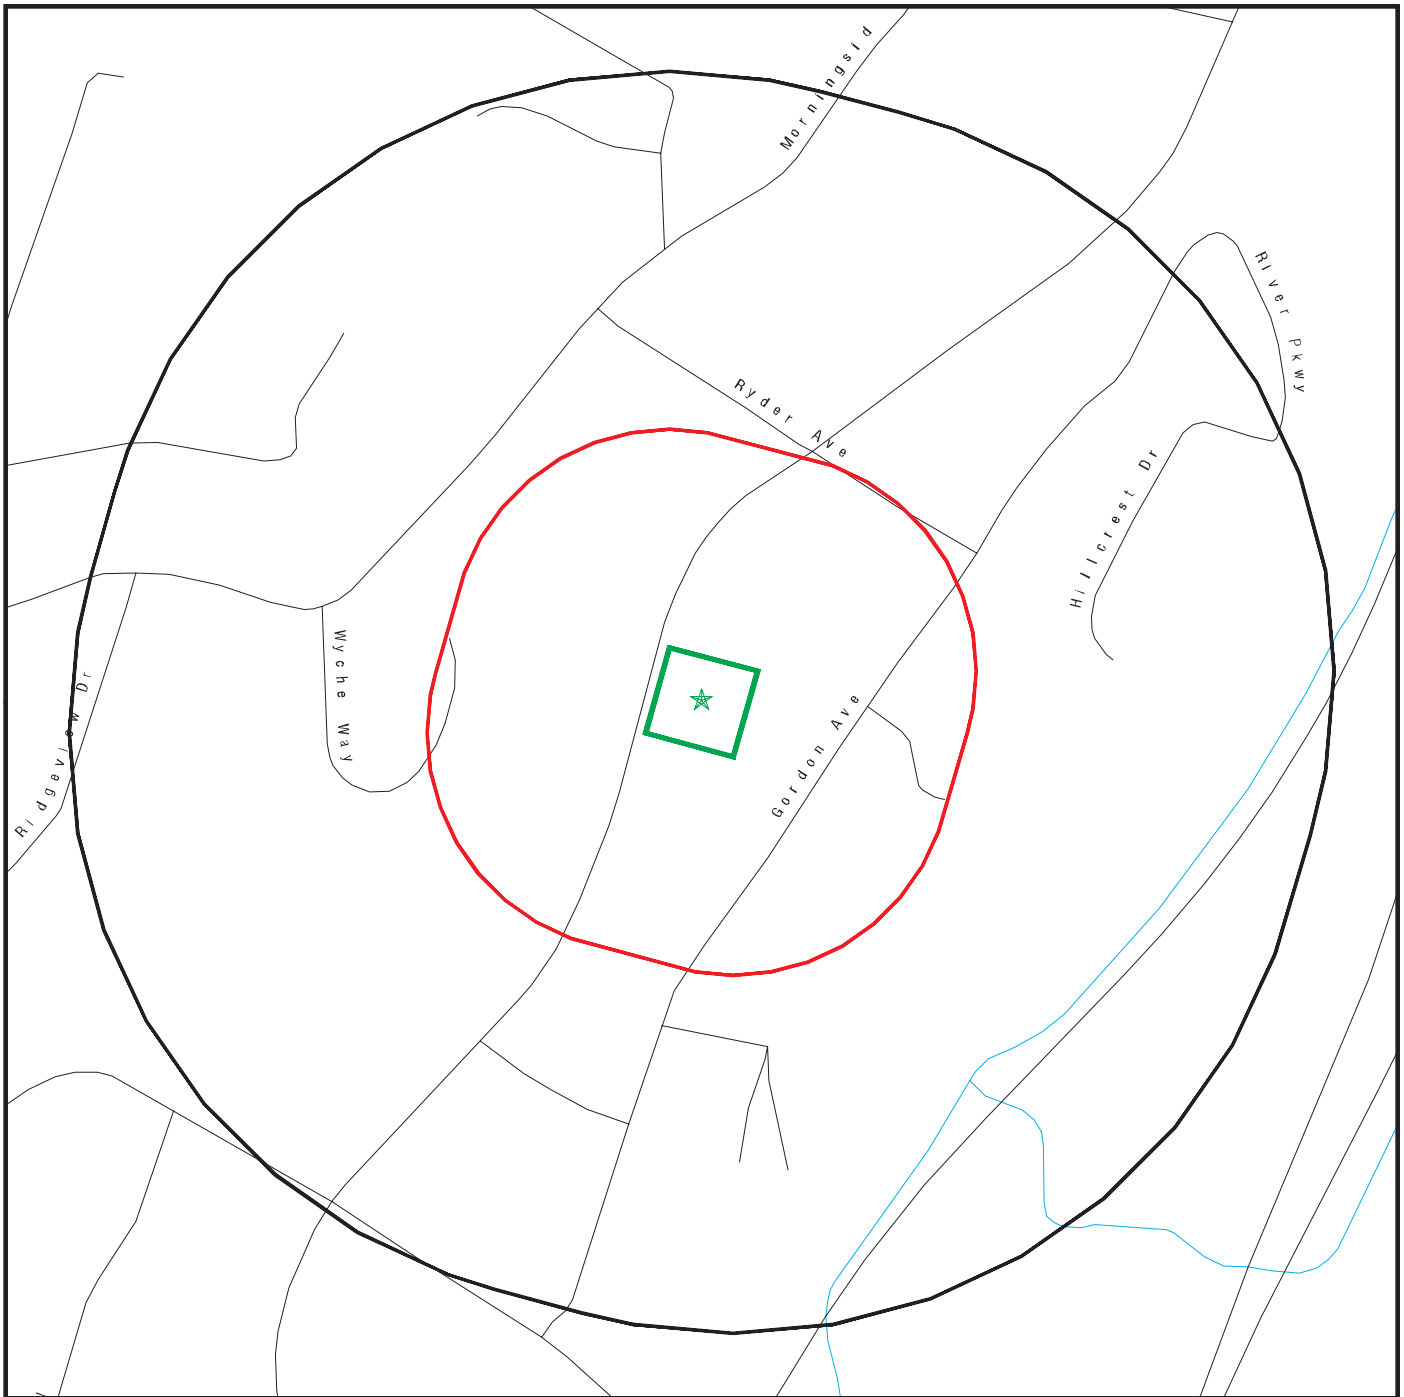 Morningsid
River Pkwy
Ryder Ave
Hillcrest Dr
Wyche Way
Ridgeview Dr
Gordon Ave